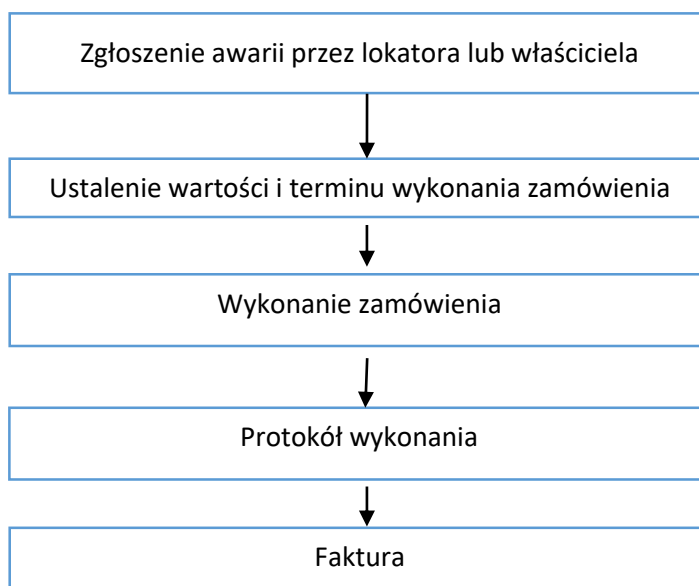 Zgłoszenie awarii przez lokatora lub właściciela
Ustalenie wartości i terminu wykonania zamówienia
Wykonanie zamówienia
Protokół wykonania
Faktura